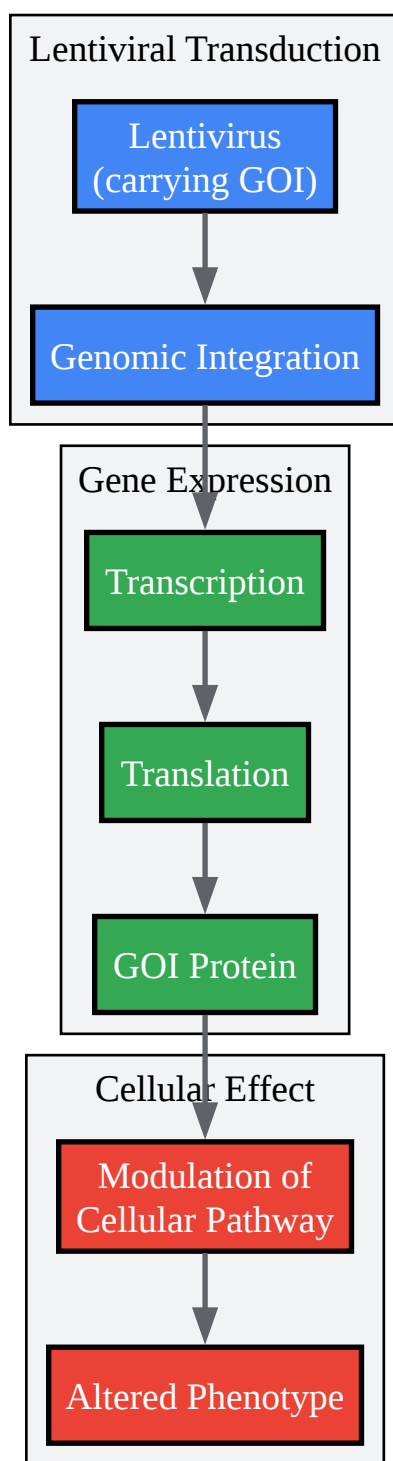 Lentiviral Transduction
Lentivirus
(carrying GOI)
Genomic Integration
Gene Expression
Transcription
Translation
GOI Protein
Cellular Effect
Modulation of
Cellular Pathway
Altered Phenotype